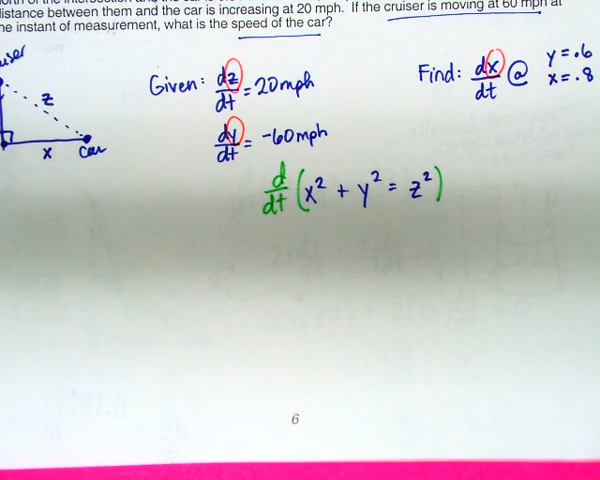 distance between them and the car is increasing at 20 mph. If the cruiser is moving at 60 mph at
the instant of measurement, what is the speed of the car?
Given: dz/dt = 20mph
Find: dx/dt @ y = .6
x = .8
z
x
Car
dy/dt = -60mph
d/dt (x² + y² = z²)
6